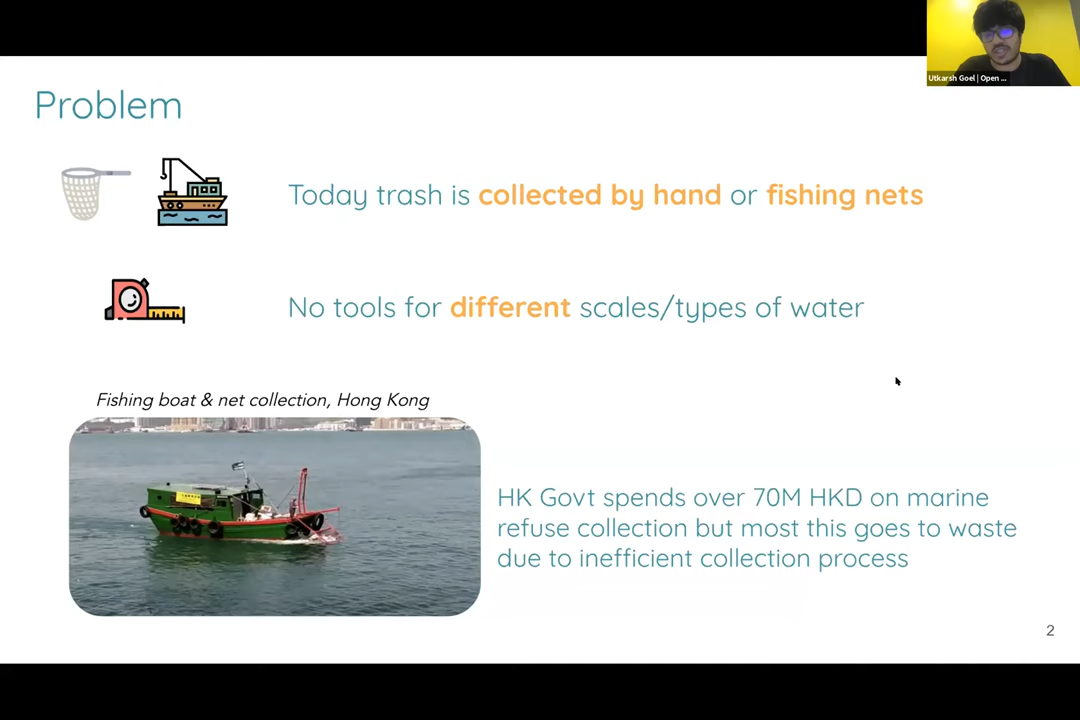 Utkarsh Goel | Open ...
Problem
Today trash is collected by hand or fishing nets
No tools for different scales/types of water
Fishing boat & net collection, Hong Kong
HK Govt spends over 70M HKD on marine
refuse collection but most this goes to waste
due to inefficient collection process
2